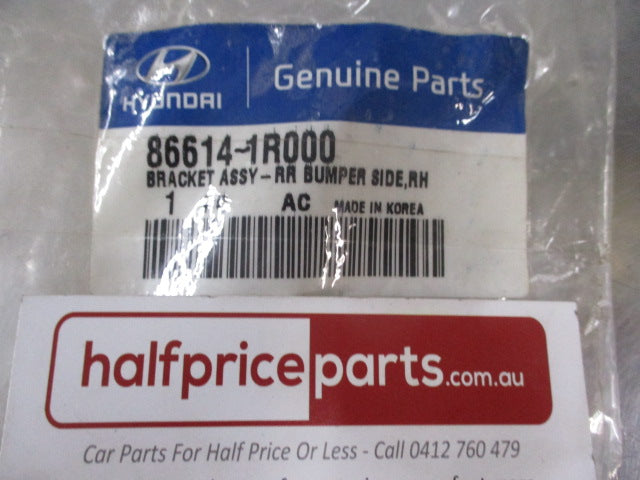 HYUNDAI
Genuine Parts
86614-1R000
BRACKET ASSY-RR BUMPER SIDE,RH
1 AC MADE IN KOREA
halfpriceparts.com.au
Car Parts For Half Price Or Less - Call 0412 760 479